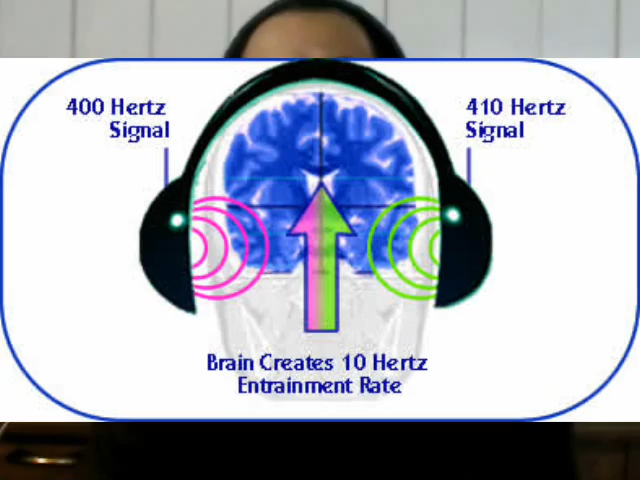 400 Hertz
Signal
410 Hertz
Signal
Brain Creates 10 Hertz
Entrainment Rate